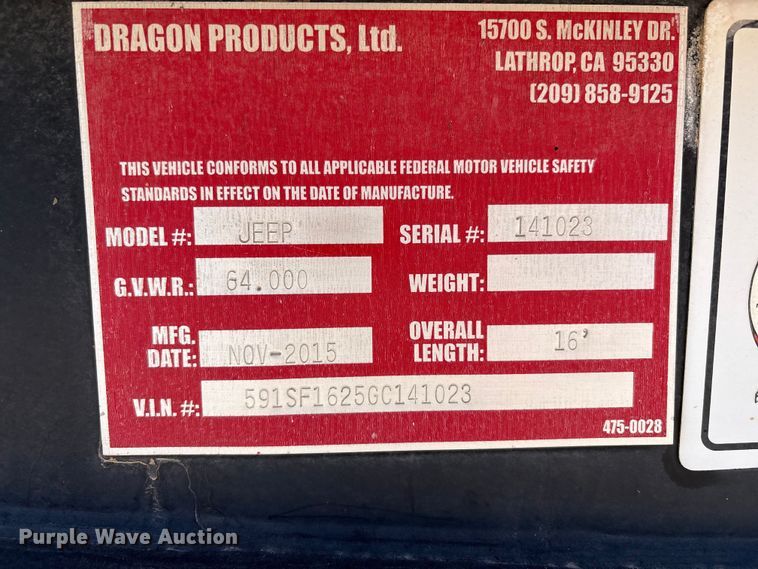 DRAGON PRODUCTS, Ltd.
15700 S. McKINLEY DR.
LATHROP, CA 95330
(209) 858-9125
THIS VEHICLE CONFORMS TO ALL APPLICABLE FEDERAL MOTOR VEHICLE SAFETY
STANDARDS IN EFFECT ON THE DATE OF MANUFACTURE.
MODEL #: JEEP SERIAL #: 141023
G.V.W.R.: 64.000 WEIGHT:
MFG. DATE: NOV-2015 OVERALL LENGTH: 16'
V.I.N. #: 591SF1625GC141023
475-0028
Purple Wave Auction